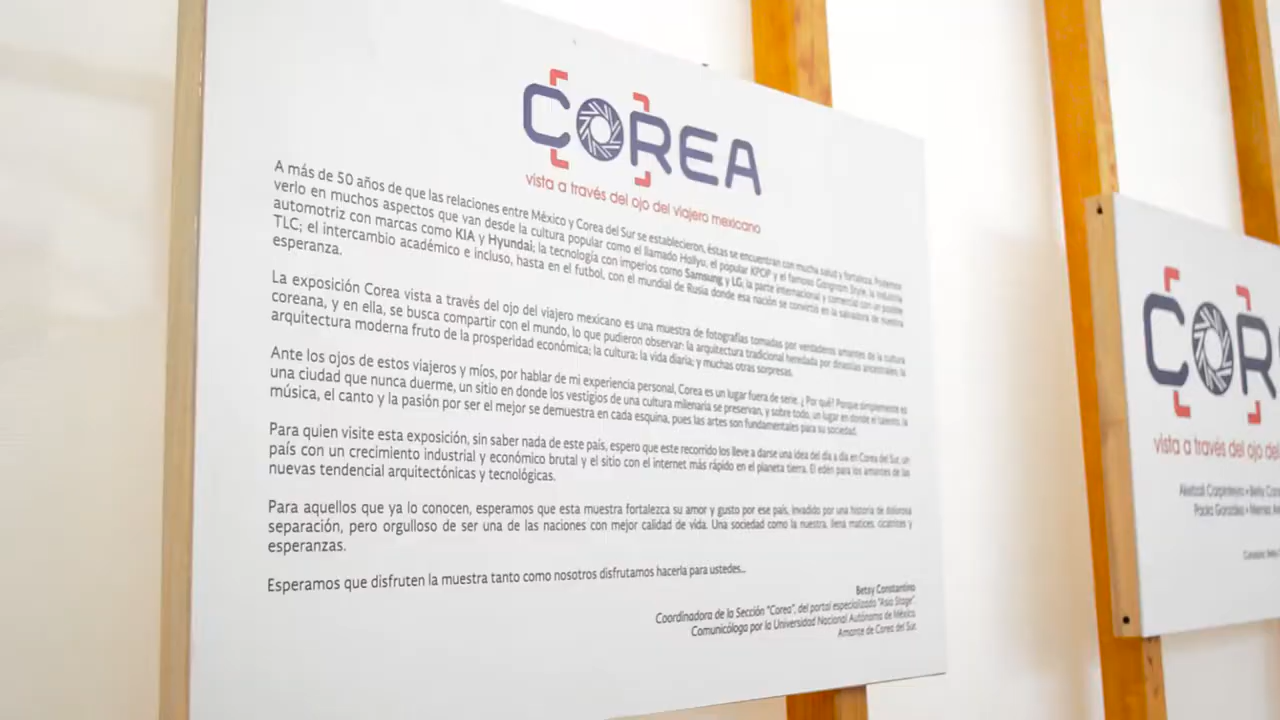 COREA
vista a través del ojo del viajero mexicano
A más de 50 años de que las relaciones entre México y Corea del Sur se establecieron, éstas se encuentran con mucha salud y fortaleza. Podemos
verlo en muchos aspectos que van desde la cultura popular como el llamado Hallyu, el popular KPOP y el famoso Gangnam Style, la industria
automotriz con marcas como KIA y Hyundai; la tecnología con imperios como Samsung y LG; la parte internacional y comercial con un posible
TLC; el intercambio académico e incluso, hasta en el futbol, con el mundial de Rusia donde esa nación se convirtió en la salvadora de nuestra
esperanza.
La exposición Corea vista a través del ojo del viajero mexicano es una muestra de fotografías tomadas por verdaderos amantes de la cultura
coreana, y en ella, se busca compartir con el mundo, lo que pudieron observar: la arquitectura tradicional heredada por dinastías ancestrales; la
arquitectura moderna fruto de la prosperidad económica; la cultura; la vida diaria; y muchas otras sorpresas.
Ante los ojos de estos viajeros y míos, por hablar de mi experiencia personal, Corea es un lugar fuera de serie. ¿Por qué? Porque simplemente es
una ciudad que nunca duerme, un sitio en donde los vestigios de una cultura milenaria se preservan, y sobre todo, un lugar en donde el talento, la
música, el canto y la pasión por ser el mejor se demuestra en cada esquina, pues las artes son fundamentales para su sociedad.
Para quien visite esta exposición, sin saber nada de este país, espero que este recorrido los lleve a darse una idea del día a día en Corea del Sur, un
país con un crecimiento industrial y económico brutal y el sitio con el internet más rápido en el planeta tierra. El edén para los amantes de las
nuevas tendencial arquitectónicas y tecnológicas.
Para aquellos que ya lo conocen, esperamos que esta muestra fortalezca su amor y gusto por ese país, invadido por una historia de dolorosa
separación, pero orgulloso de ser una de las naciones con mejor calidad de vida. Una sociedad como la nuestra, llena matices, cicatrices y
esperanzas.
Esperamos que disfruten la muestra tanto como nosotros disfrutamos hacerla para ustedes...
Betsy Constantino
Coordinadora de la Sección "Corea", del portal especializado "Asia Stage".
Comunicóloga por la Universidad Nacional Autónoma de México.
Amante de Corea del Sur.
COR
vista a través del ojo del
Carpinteyro • Betsy
Paola González •